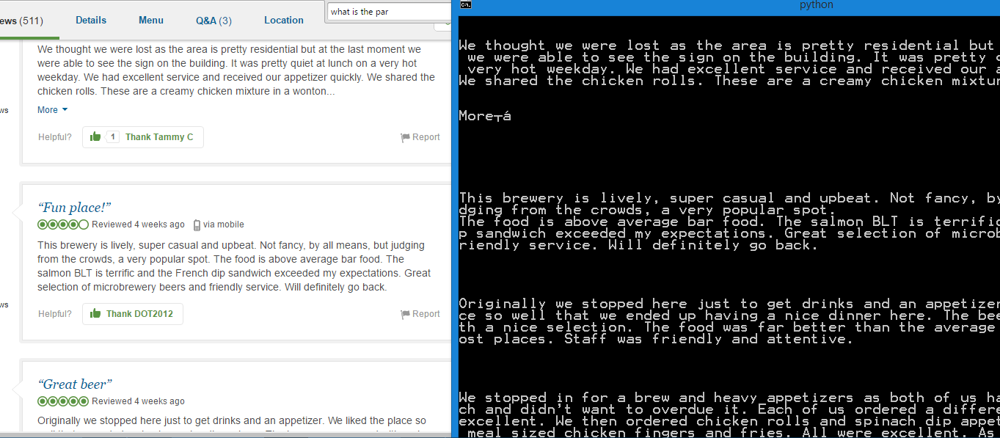 ews (511) Details Menu Q&A (3) Location
what is the par
We thought we were lost as the area is pretty residential but at the last moment we
were able to see the sign on the building. It was pretty quiet at lunch on a very hot
weekday. We had excellent service and received our appetizer quickly. We shared the
chicken rolls. These are a creamy chicken mixture in a wonton...
ws
More
Helpful? 1 Thank Tammy C Report
“Fun place!”
Reviewed 4 weeks ago via mobile
This brewery is lively, super casual and upbeat. Not fancy, by all means, but judging
from the crowds, a very popular spot. The food is above average bar food. The
salmon BLT is terrific and the French dip sandwich exceeded my expectations. Great
selection of microbrewery beers and friendly service. Will definitely go back.
ws
Helpful? Thank DOT2012 Report
“Great beer”
Reviewed 4 weeks ago
Originally we stopped here just to get drinks and an appetizer. We liked the place so
C:\.
python
We thought we were lost as the area is pretty residential but
we were able to see the sign on the building. It was pretty
very hot weekday. We had excellent service and received our a
We shared the chicken rolls. These are a creamy chicken mixtur
More┬á
This brewery is lively, super casual and upbeat. Not fancy, by
dging from the crowds, a very popular spot.
The food is above average bar food. The salmon BLT is terrific
p sandwich exceeded my expectations. Great selection of microb
riendly service. Will definitely go back.
Originally we stopped here just to get drinks and an appetizer
ce so well that we ended up having a nice dinner here. The bee
th a nice selection. The food was far better than the average
ost places. Staff was friendly and attentive.
We stopped in for a brew and heavy appetizers as both of us ha
ch and didn't want to overdue it. Each of us ordered a differe
excellent. We then ordered chicken rolls and spinach dip appet
meal sized chicken fingers and fries. All were excellent. As